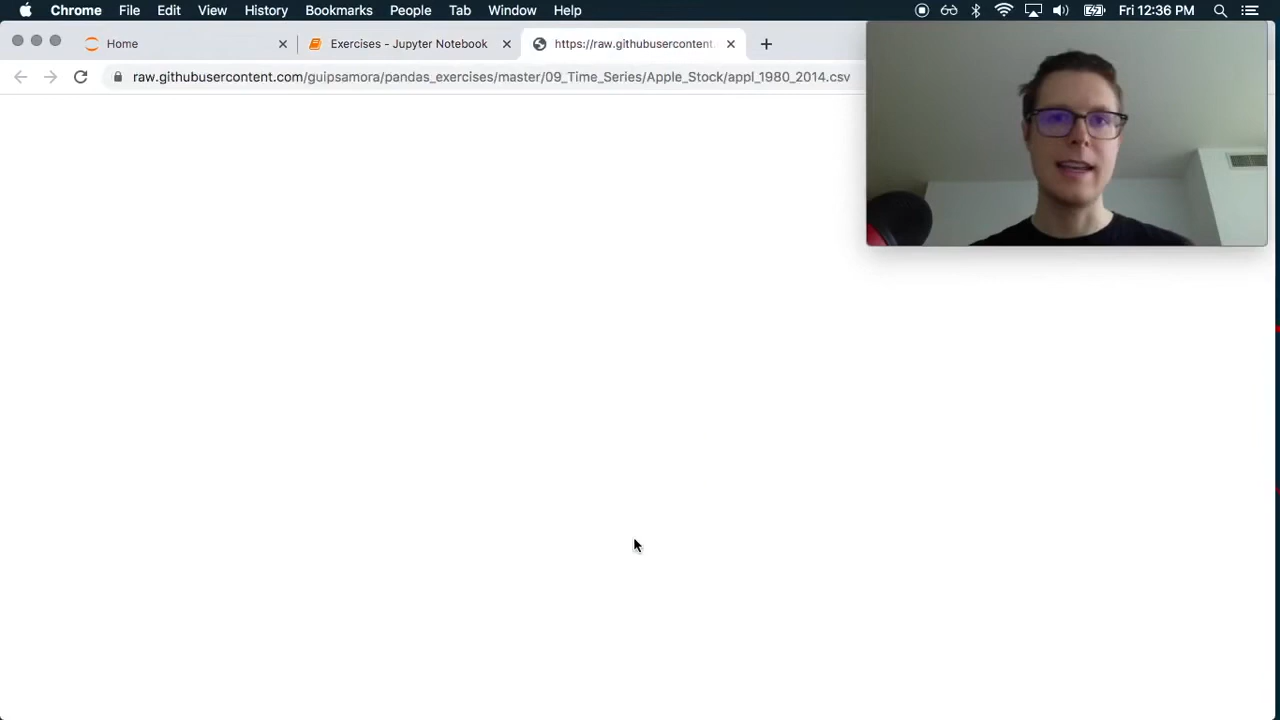 Chrome File Edit View History Bookmarks People Tab Window Help Fri 12:36 PM
Home Exercises - Jupyter Notebook https://raw.githubusercontent.
raw.githubusercontent.com/guipsamora/pandas_exercises/master/09_Time_Series/Apple_Stock/appl_1980_2014.csv